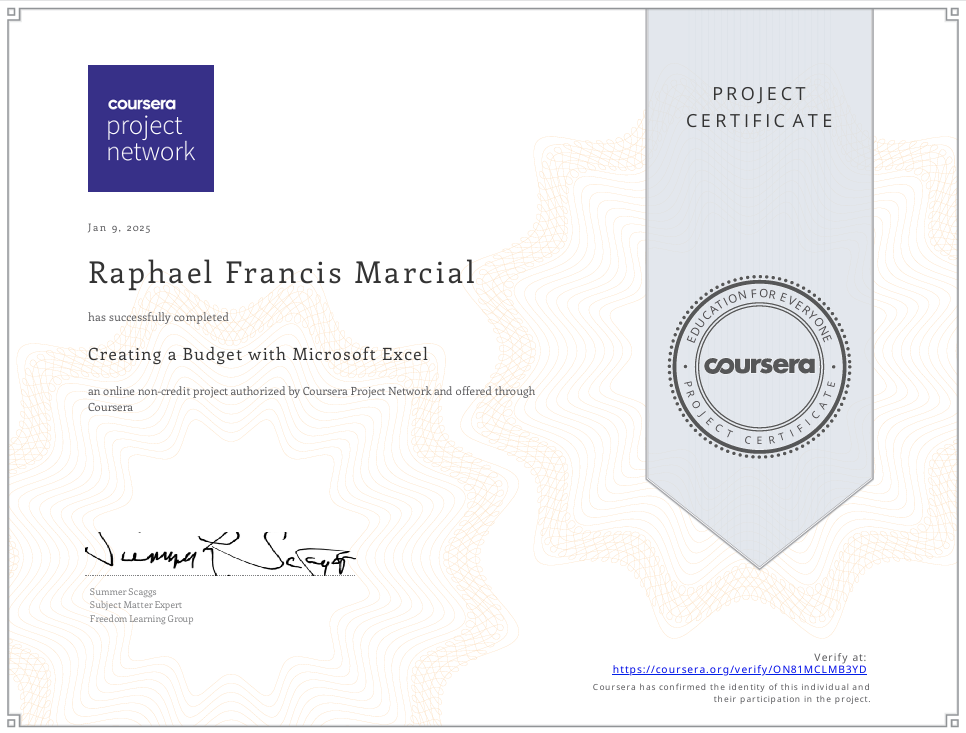 coursera
project
network
PROJECT
CERTIFICATE
Jan 9, 2025
Raphael Francis Marcial
has successfully completed
Creating a Budget with Microsoft Excel
an online non-credit project authorized by Coursera Project Network and offered through
Coursera
EDUCATION FOR EVERYONE
coursera
PROJECT CERTIFICATE
Summer Scaggs
Summer Scaggs
Subject Matter Expert
Freedom Learning Group
Verify at:
https://coursera.org/verify/ON81MCLMB3YD
Coursera has confirmed the identity of this individual and
their participation in the project.